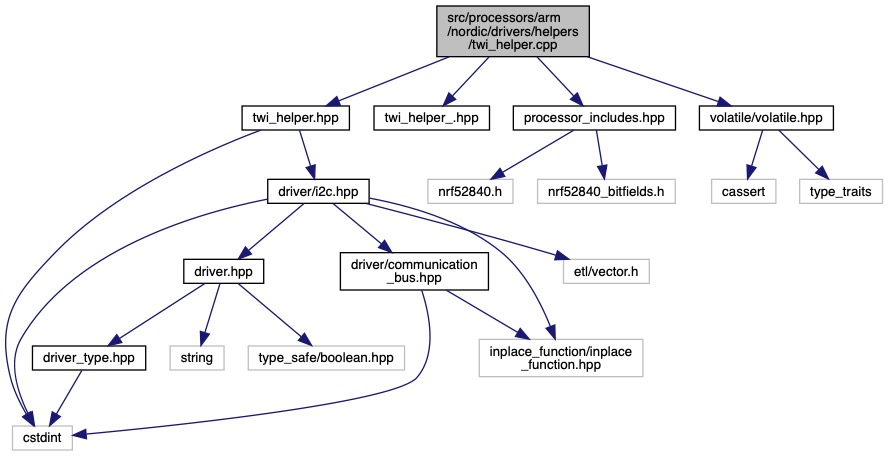 src/processors/arm
/nordic/drivers/helpers
/twi_helper.cpp
twi_helper.hpp
twi_helper_.hpp
processor_includes.hpp
volatile/volatile.hpp
driver/i2c.hpp
nrf52840.h
nrf52840_bitfields.h
cassert
type_traits
driver.hpp
driver/communication
_bus.hpp
etl/vector.h
driver_type.hpp
string
type_safe/boolean.hpp
inplace_function/inplace
_function.hpp
cstdint